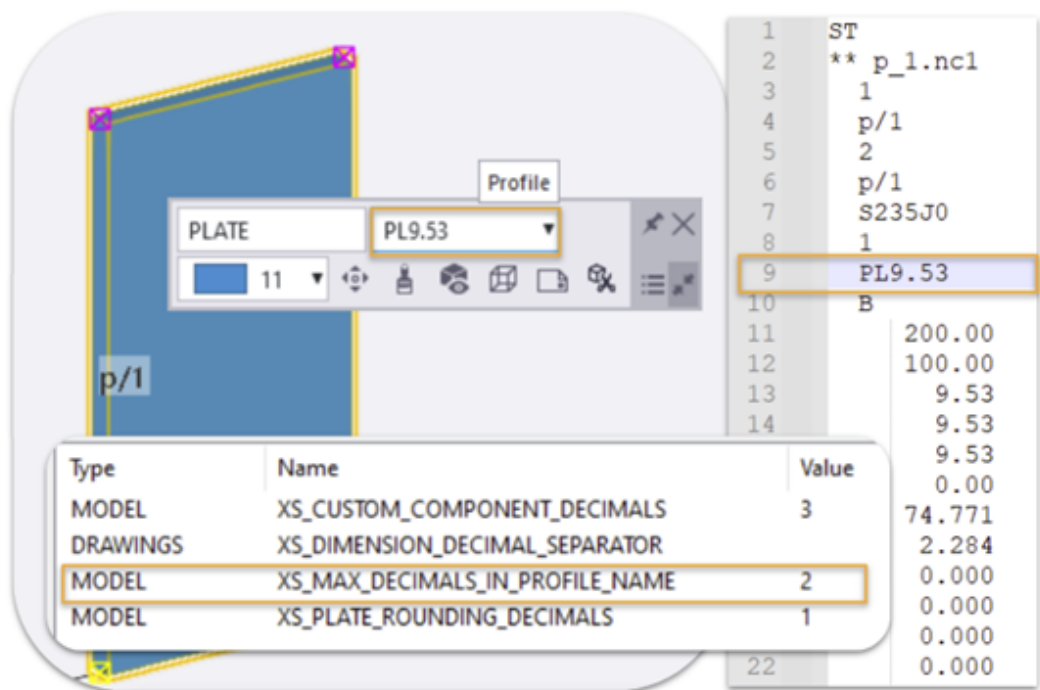 Profile
PLATE PL9.53
11
p/1
Type Name Value
MODEL XS_CUSTOM_COMPONENT_DECIMALS 3
DRAWINGS XS_DIMENSION_DECIMAL_SEPARATOR
MODEL XS_MAX_DECIMALS_IN_PROFILE_NAME 2
MODEL XS_PLATE_ROUNDING_DECIMALS 1
1 ST
2 ** p_1.nc1
3 1
4 p/1
5 2
6 p/1
7 S235J0
8 1
9 PL9.53
10 B
11 200.00
12 100.00
13 9.53
14 9.53
9.53
0.00
74.771
2.284
0.000
0.000
0.000
22 0.000